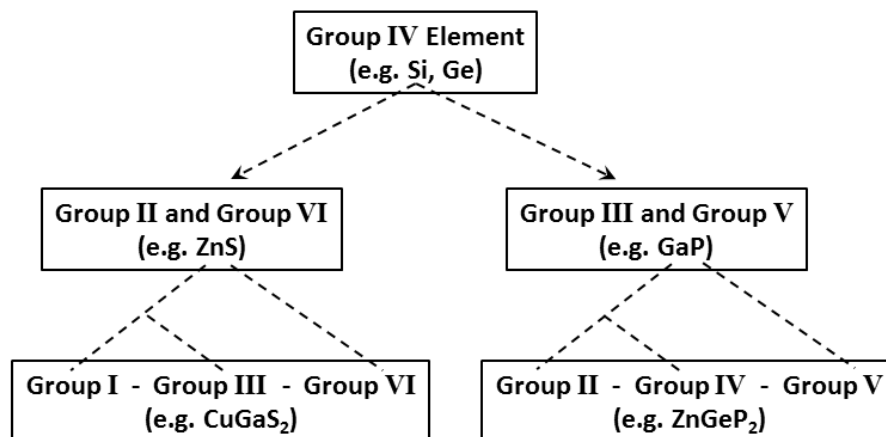 Group IV Element
(e.g. Si, Ge)
Group II and Group VI
(e.g. ZnS)
Group III and Group V
(e.g. GaP)
Group I - Group III - Group VI
(e.g. CuGaS₂)
Group II - Group IV - Group V
(e.g. ZnGeP₂)